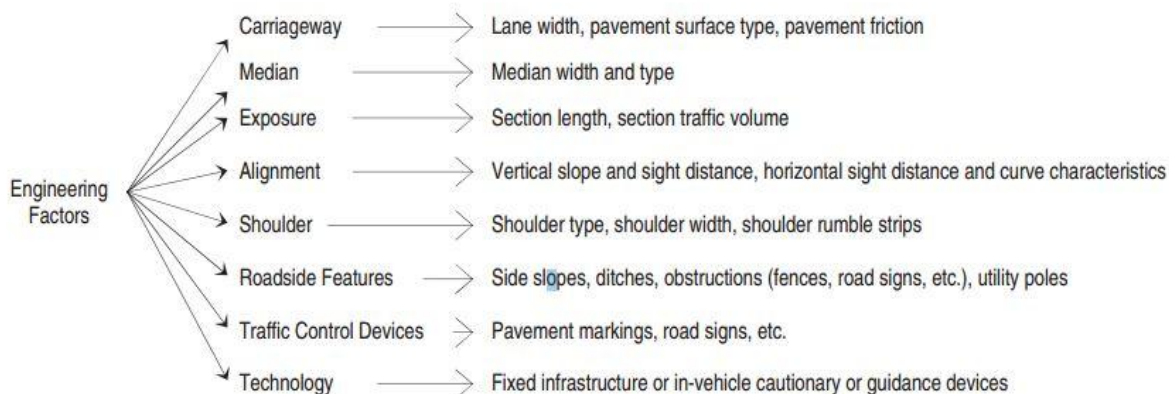 Carriageway Lane width, pavement surface type, pavement friction
Median Median width and type
Exposure Section length, section traffic volume
Alignment Vertical slope and sight distance, horizontal sight distance and curve characteristics
Engineering
Factors
Shoulder Shoulder type, shoulder width, shoulder rumble strips
Roadside Features Side slopes, ditches, obstructions (fences, road signs, etc.), utility poles
Traffic Control Devices Pavement markings, road signs, etc.
Technology Fixed infrastructure or in-vehicle cautionary or guidance devices